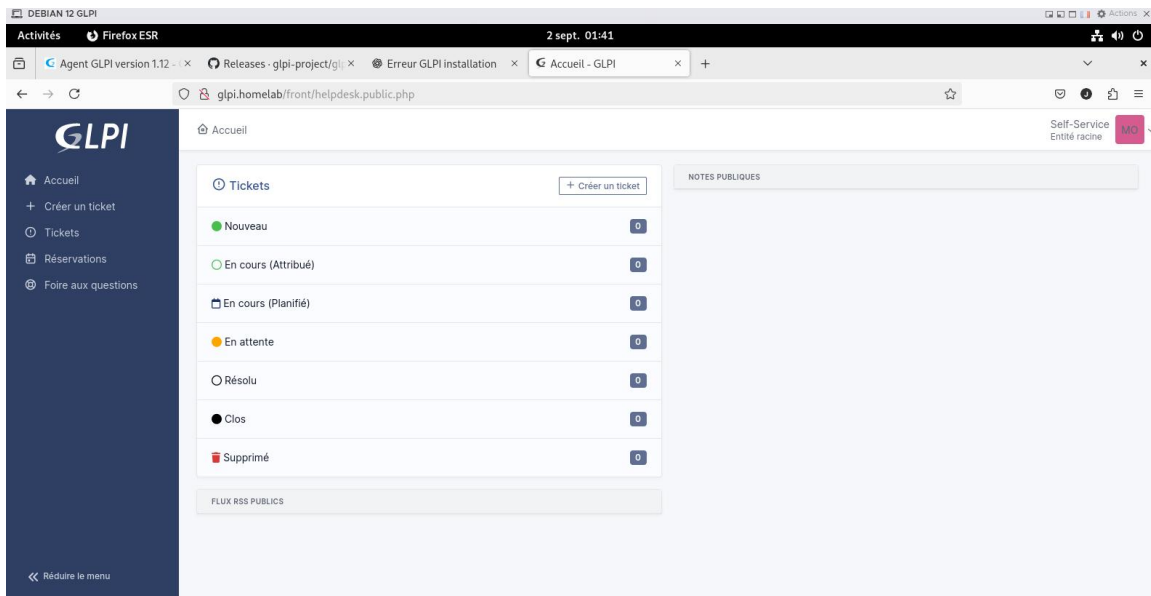 DEBIAN 12 GLPI
Actions
Activités Firefox ESR 2 sept. 01:41
Agent GLPI version 1.12 - Releases · glpi-project/gl Erreur GLPI installation Accueil - GLPI
glpi.homelab/front/helpdesk.public.php
GLPI
Accueil
Créer un ticket
Tickets
Réservations
Foire aux questions
Réduire le menu
Accueil
Self-Service
Entité racine
MO
Tickets + Créer un ticket
Nouveau 0
En cours (Attribué) 0
En cours (Planifié) 0
En attente 0
Résolu 0
Clos 0
Supprimé 0
FLUX RSS PUBLICS
NOTES PUBLIQUES